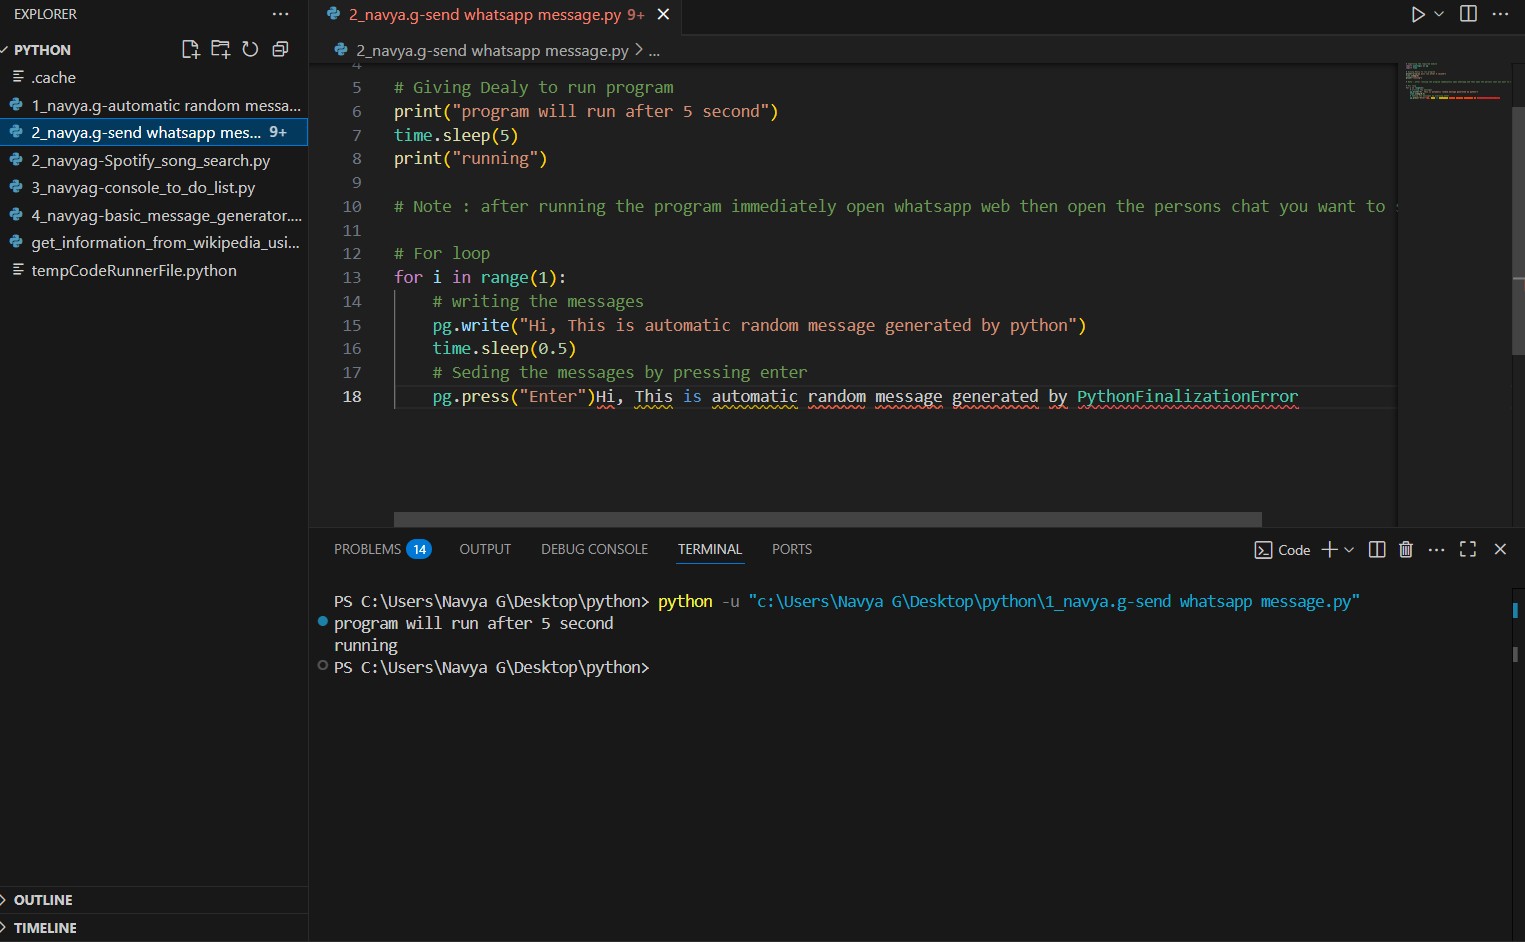 EXPLORER
PYTHON
.cache
1_navya.g-automatic random messa...
2_navya.g-send whatsapp mes... 9+
2_navyag-Spotify_song_search.py
3_navyag-console_to_do_list.py
4_navyag-basic_message_generator....
get_information_from_wikipedia_usi...
tempCodeRunnerFile.python
OUTLINE
TIMELINE
2_navya.g-send whatsapp message.py 9+
2_navya.g-send whatsapp message.py > ...
4
5 # Giving Dealy to run program
6 print("program will run after 5 second")
7 time.sleep(5)
8 print("running")
9
10 # Note : after running the program immediately open whatsapp web then open the persons chat you want to
11
12 # For loop
13 for i in range(1):
14 # writing the messages
15 pg.write("Hi, This is automatic random message generated by python")
16 time.sleep(0.5)
17 # Seding the messages by pressing enter
18 pg.press("Enter")Hi, This is automatic random message generated by PythonFinalizationError
PROBLEMS 14 OUTPUT DEBUG CONSOLE TERMINAL PORTS Code
PS C:\Users\Navya G\Desktop\python> python -u "c:\Users\Navya G\Desktop\python\1_navya.g-send whatsapp message.py"
program will run after 5 second
running
PS C:\Users\Navya G\Desktop\python>